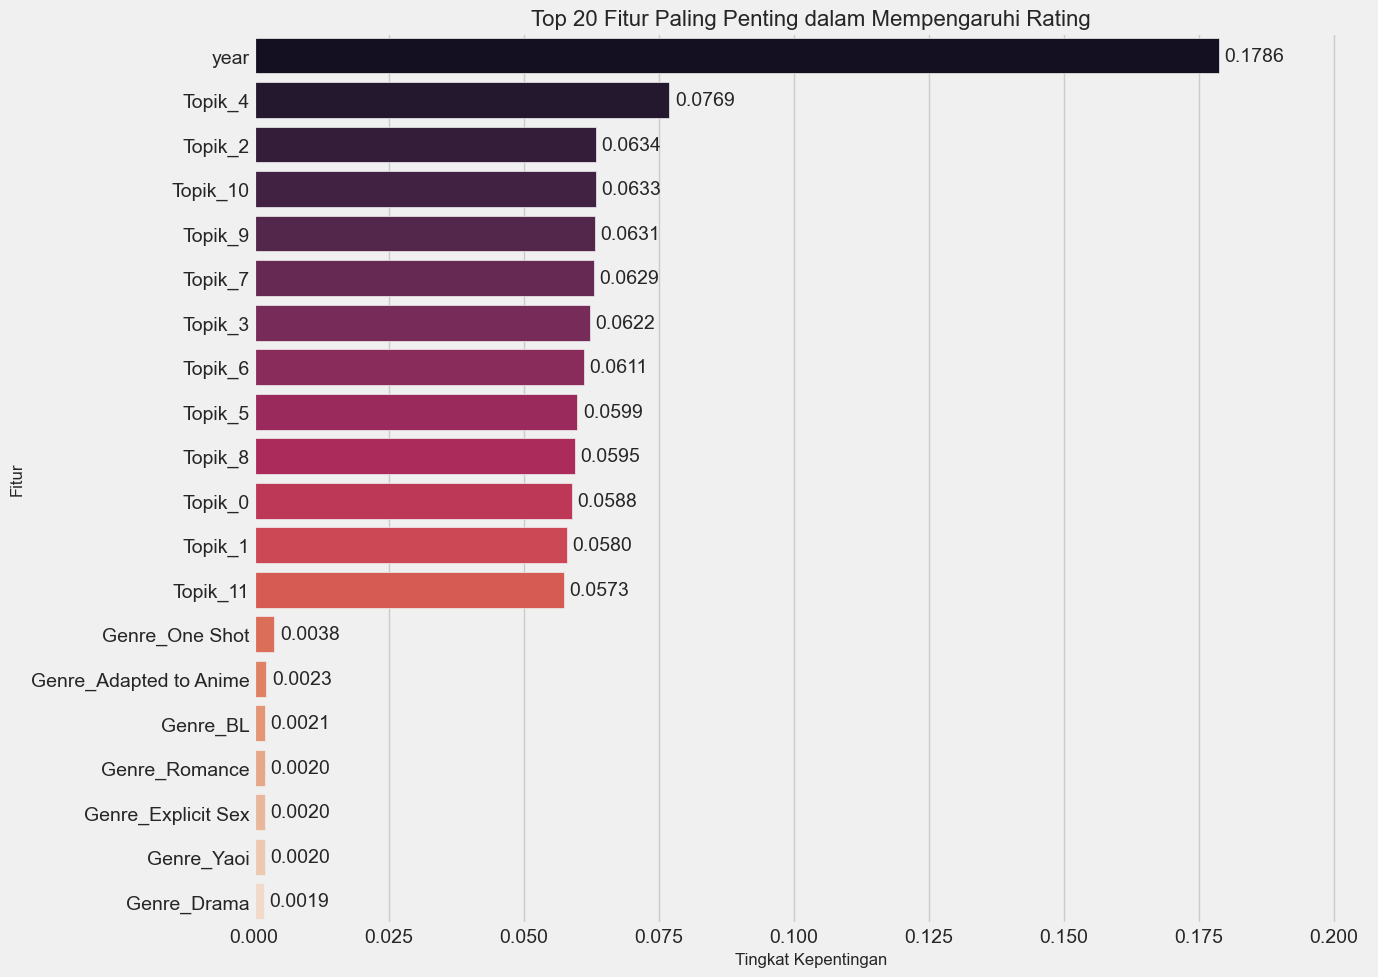 Top 20 Fitur Paling Penting dalam Mempengaruhi Rating
year 0.1786
Topik_4 0.0769
Topik_2 0.0634
Topik_10 0.0633
Topik_9 0.0631
Topik_7 0.0629
Topik_3 0.0622
Topik_6 0.0611
Topik_5 0.0599
Topik_8 0.0595
Topik_0 0.0588
Topik_1 0.0580
Topik_11 0.0573
Genre_One Shot 0.0038
Genre_Adapted to Anime 0.0023
Genre_BL 0.0021
Genre_Romance 0.0020
Genre_Explicit Sex 0.0020
Genre_Yaoi 0.0020
Genre_Drama 0.0019
Fitur
0.000 0.025 0.050 0.075 0.100 0.125 0.150 0.175 0.200
Tingkat Kepentingan